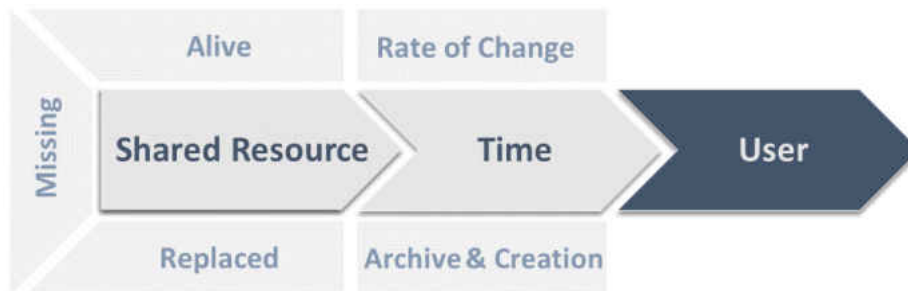 Alive
Rate of Change
Missing
Shared Resource
Time
User
Replaced
Archive & Creation